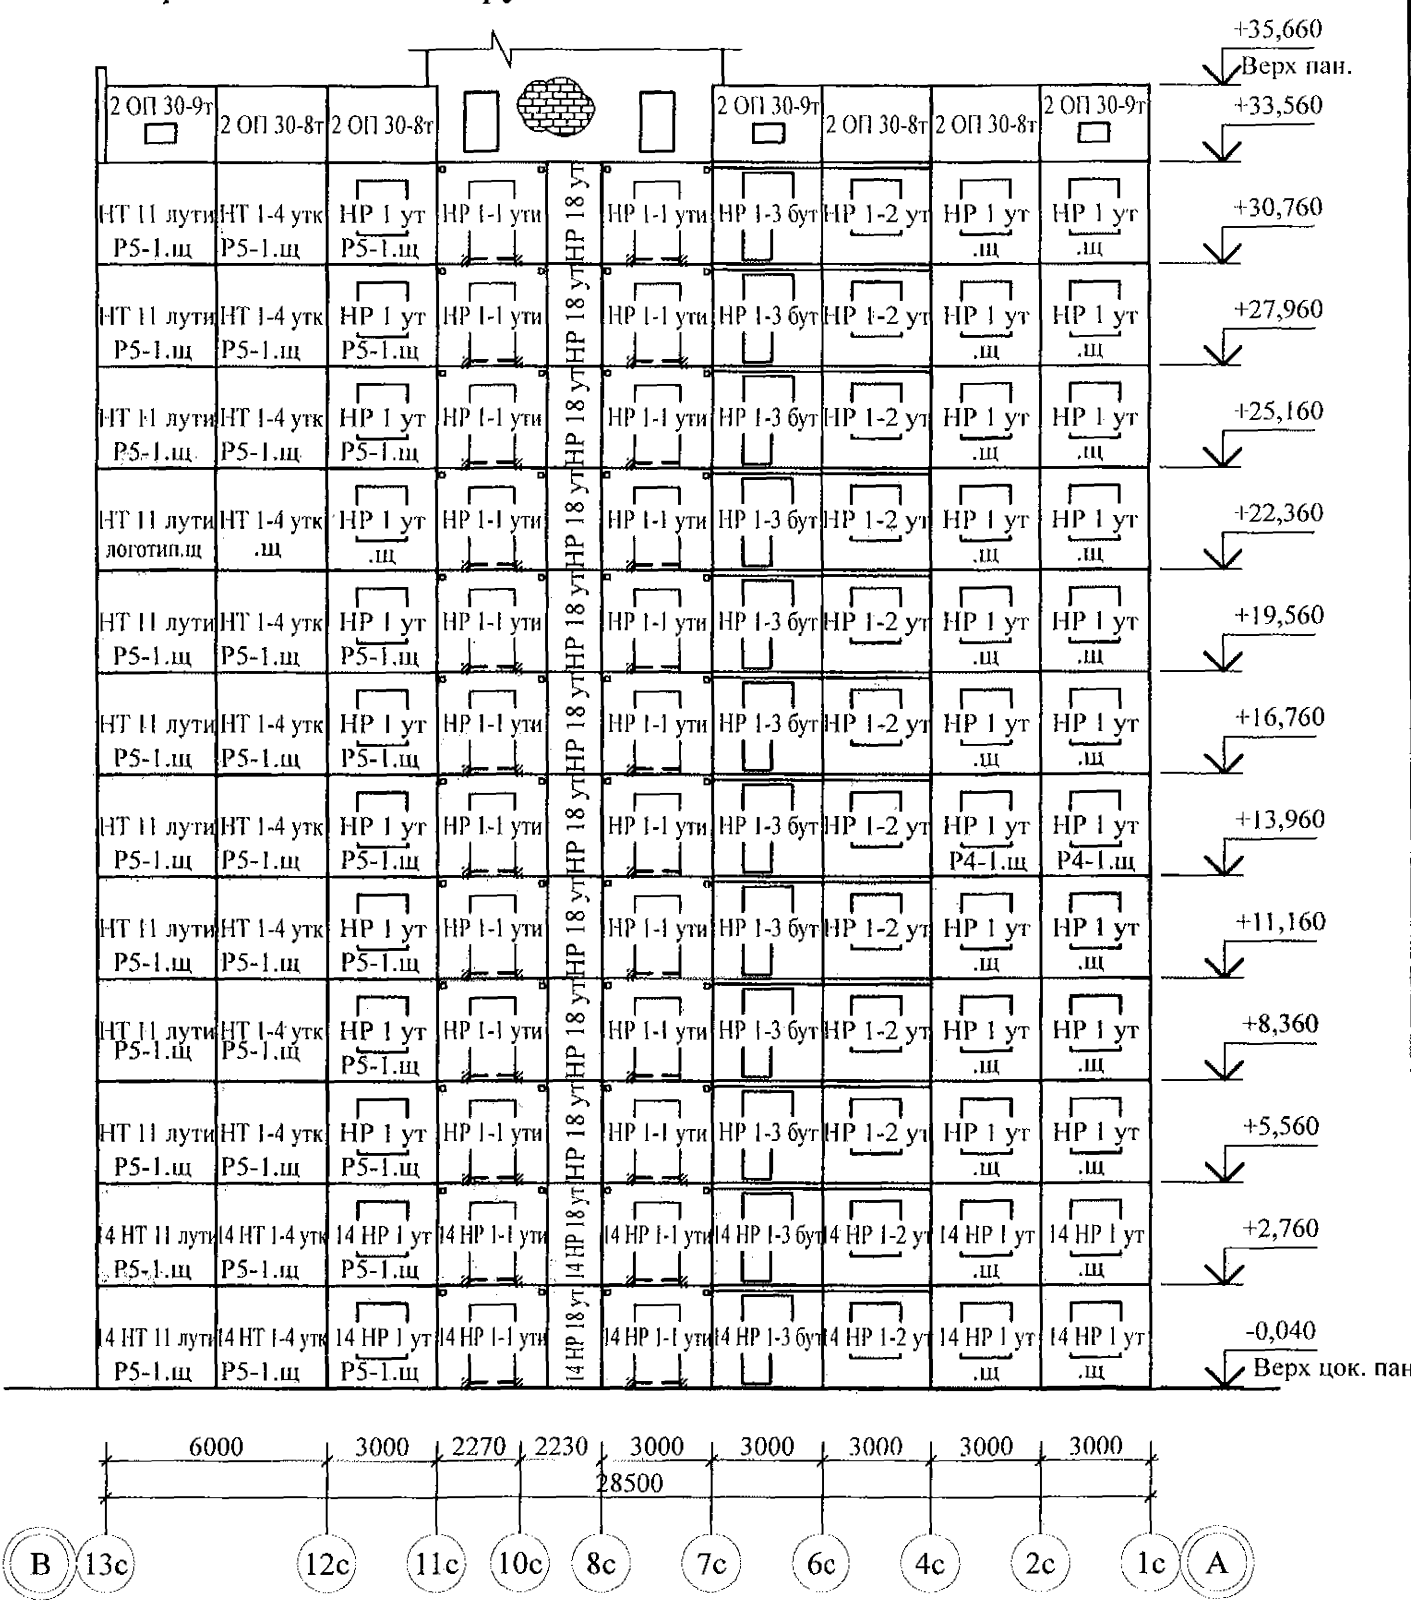 +35,660
Верх пан.
2 ОП 30-9т 2 ОП 30-8т 2 ОП 30-8т 2 ОП 30-9т 2 ОП 30-8т 2 ОП 30-8т 2 ОП 30-9т +33,560
НТ 11 лути НТ 1-4 утк НР 1 ут НР 1-1 ути НР 18 ут НР 1-1 ути НР 1-3 бут НР 1-2 ут НР 1 ут НР 1 ут +30,760
Р5-1.щ Р5-1.щ Р5-1.щ .щ .щ
НТ 11 лути НТ 1-4 утк НР 1 ут НР 1-1 ути НР 18 ут НР 1-1 ути НР 1-3 бут НР 1-2 ут НР 1 ут НР 1 ут +27,960
Р5-1.щ Р5-1.щ Р5-1.щ .щ .щ
НТ 11 лути НТ 1-4 утк НР 1 ут НР 1-1 ути НР 18 ут НР 1-1 ути НР 1-3 бут НР 1-2 ут НР 1 ут НР 1 ут +25,160
Р5-1.щ Р5-1.щ Р5-1.щ .щ .щ
НТ 11 лути НТ 1-4 утк НР 1 ут НР 1-1 ути НР 18 ут НР 1-1 ути НР 1-3 бут НР 1-2 ут НР 1 ут НР 1 ут +22,360
логотип.щ .щ .щ .щ .щ
НТ 11 лути НТ 1-4 утк НР 1 ут НР 1-1 ути НР 18 ут НР 1-1 ути НР 1-3 бут НР 1-2 ут НР 1 ут НР 1 ут +19,560
Р5-1.щ Р5-1.щ Р5-1.щ .щ .щ
НТ 11 лути НТ 1-4 утк НР 1 ут НР 1-1 ути НР 18 ут НР 1-1 ути НР 1-3 бут НР 1-2 ут НР 1 ут НР 1 ут +16,760
Р5-1.щ Р5-1.щ Р5-1.щ .щ .щ
НТ 11 лути НТ 1-4 утк НР 1 ут НР 1-1 ути НР 18 ут НР 1-1 ути НР 1-3 бут НР 1-2 ут НР 1 ут НР 1 ут +13,960
Р5-1.щ Р5-1.щ Р5-1.щ Р4-1.щ Р4-1.щ
НТ 11 лути НТ 1-4 утк НР 1 ут НР 1-1 ути НР 18 ут НР 1-1 ути НР 1-3 бут НР 1-2 ут НР 1 ут НР 1 ут +11,160
Р5-1.щ Р5-1.щ Р5-1.щ .щ .щ
НТ 11 лути НТ 1-4 утк НР 1 ут НР 1-1 ути НР 18 ут НР 1-1 ути НР 1-3 бут НР 1-2 ут НР 1 ут НР 1 ут +8,360
Р5-1.щ Р5-1.щ Р5-1.щ .щ .щ
НТ 11 лути НТ 1-4 утк НР 1 ут НР 1-1 ути НР 18 ут НР 1-1 ути НР 1-3 бут НР 1-2 ут НР 1 ут НР 1 ут +5,560
Р5-1.щ Р5-1.щ Р5-1.щ .щ .щ
14 НТ 11 лути 14 НТ 1-4 утк 14 НР 1 ут 14 НР 1-1 ути 14 НР 18 ут 14 НР 1-1 ути 14 НР 1-3 бут 14 НР 1-2 ут 14 НР 1 ут 14 НР 1 ут +2,760
Р5-1.щ Р5-1.щ Р5-1.щ .щ .щ
14 НТ 11 лути 14 НТ 1-4 утк 14 НР 1 ут 14 НР 1-1 ути 14 НР 18 ут 14 НР 1-1 ути 14 НР 1-3 бут 14 НР 1-2 ут 14 НР 1 ут 14 НР 1 ут -0,040
Р5-1.щ Р5-1.щ Р5-1.щ .щ .щ Верх цок. пан
6000 3000 2270 2230 3000 3000 3000 3000 3000
28500
В 13с 12с 11с 10с 8с 7с 6с 4с 2с 1с А